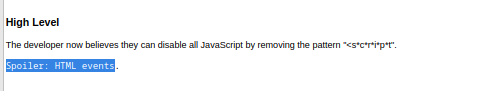 High Level
The developer now believes they can disable all JavaScript by removing the pattern "<s*c*r*i*p*t".
Spoiler: HTML events.